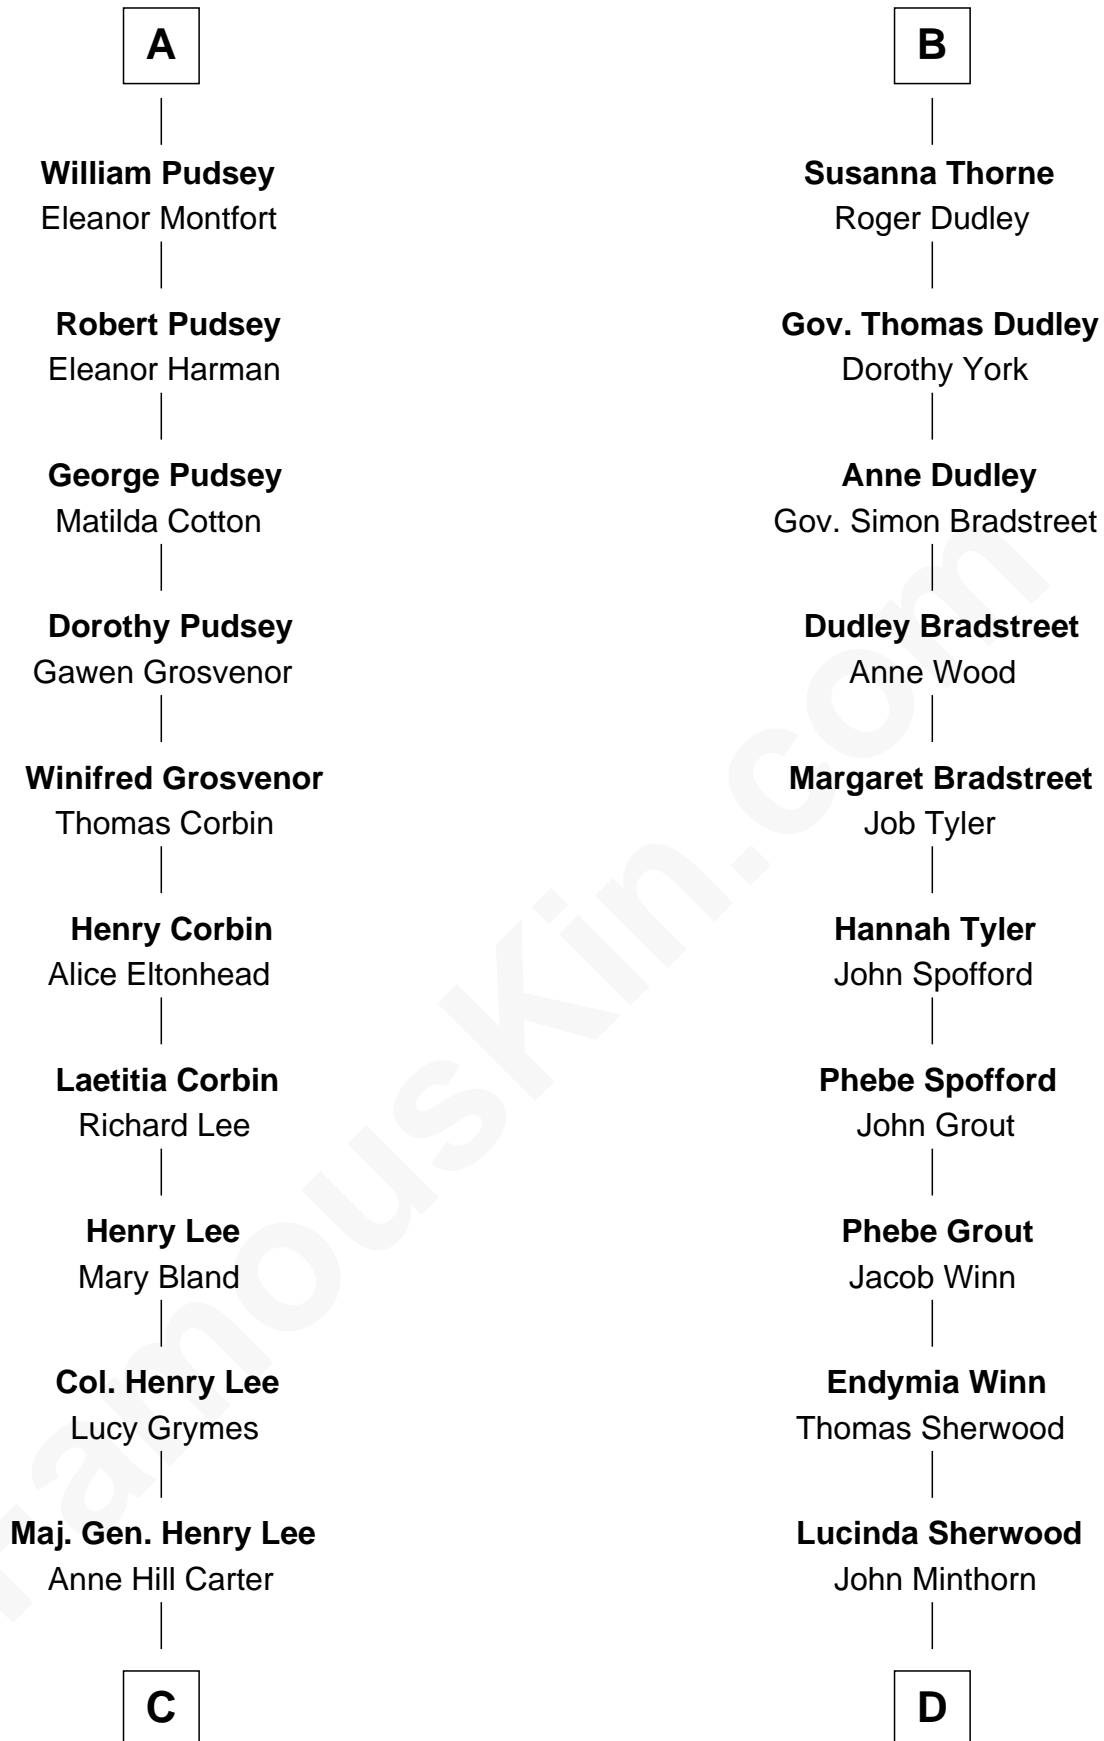 A
William Pudsey
Eleanor Montfort
Robert Pudsey
Eleanor Harman
George Pudsey
Matilda Cotton
Dorothy Pudsey
Gawen Grosvenor
Winifred Grosvenor
Thomas Corbin
Henry Corbin
Alice Eltonhead
Laetitia Corbin
Richard Lee
Henry Lee
Mary Bland
Col. Henry Lee
Lucy Grymes
Maj. Gen. Henry Lee
Anne Hill Carter
C
B
Susanna Thorne
Roger Dudley
Gov. Thomas Dudley
Dorothy York
Anne Dudley
Gov. Simon Bradstreet
Dudley Bradstreet
Anne Wood
Margaret Bradstreet
Job Tyler
Hannah Tyler
John Spofford
Phebe Spofford
John Grout
Phebe Grout
Jacob Winn
Endymia Winn
Thomas Sherwood
Lucinda Sherwood
John Minthorn
D
FamousKin.com